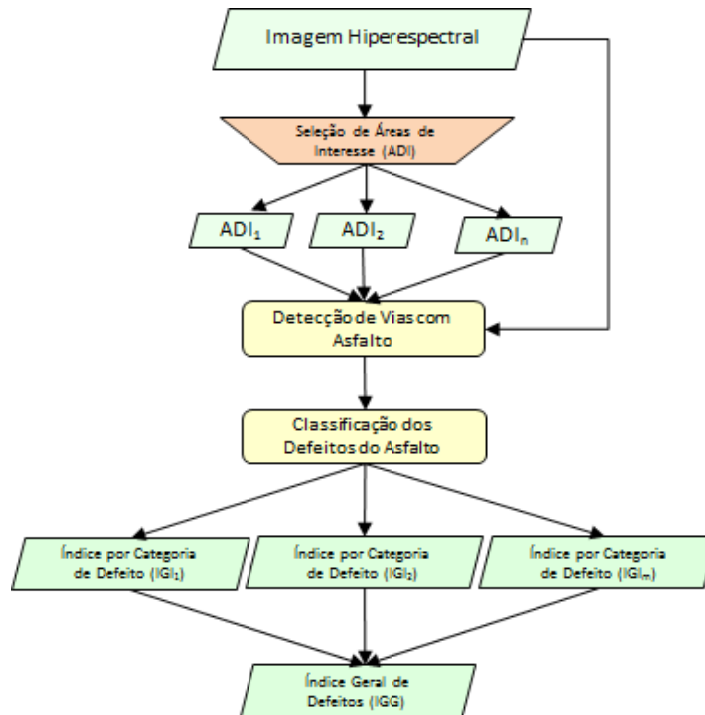 Imagem Hiperespectral
Seleção de Áreas de
Interesse (ADI)
ADI₁
ADI₂
ADIₙ
Detecção de Vias com
Asfalto
Classificação dos
Defeitos do Asfalto
Índice por Categoria
de Defeito (IGI₁)
Índice por Categoria
de Defeito (IGI₂)
Índice por Categoria
de Defeito (IGIₘ)
Índice Geral de
Defeitos (IGG)